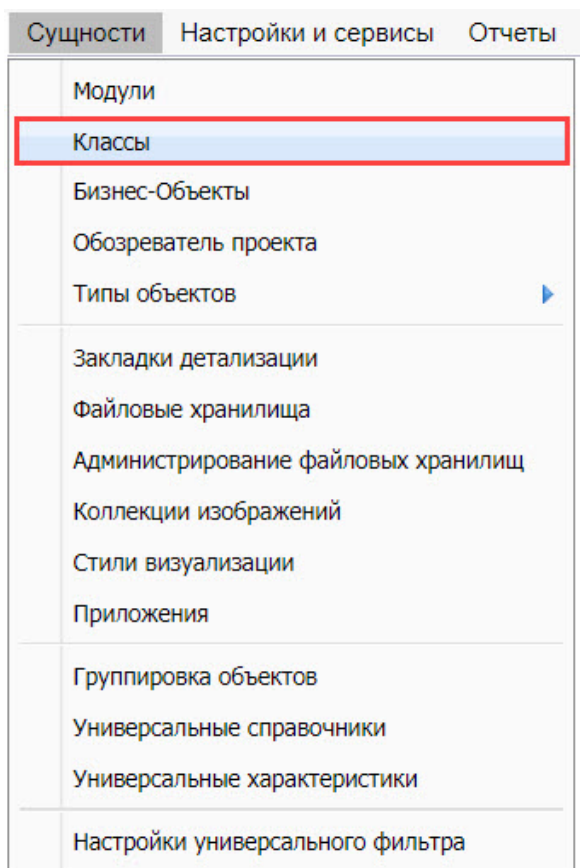 Сущности Настройки и сервисы Отчеты
Модули
Классы
Бизнес-Объекты
Обозреватель проекта
Типы объектов
Закладки детализации
Файловые хранилища
Администрирование файловых хранилищ
Коллекции изображений
Стили визуализации
Приложения
Группировка объектов
Универсальные справочники
Универсальные характеристики
Настройки универсального фильтра